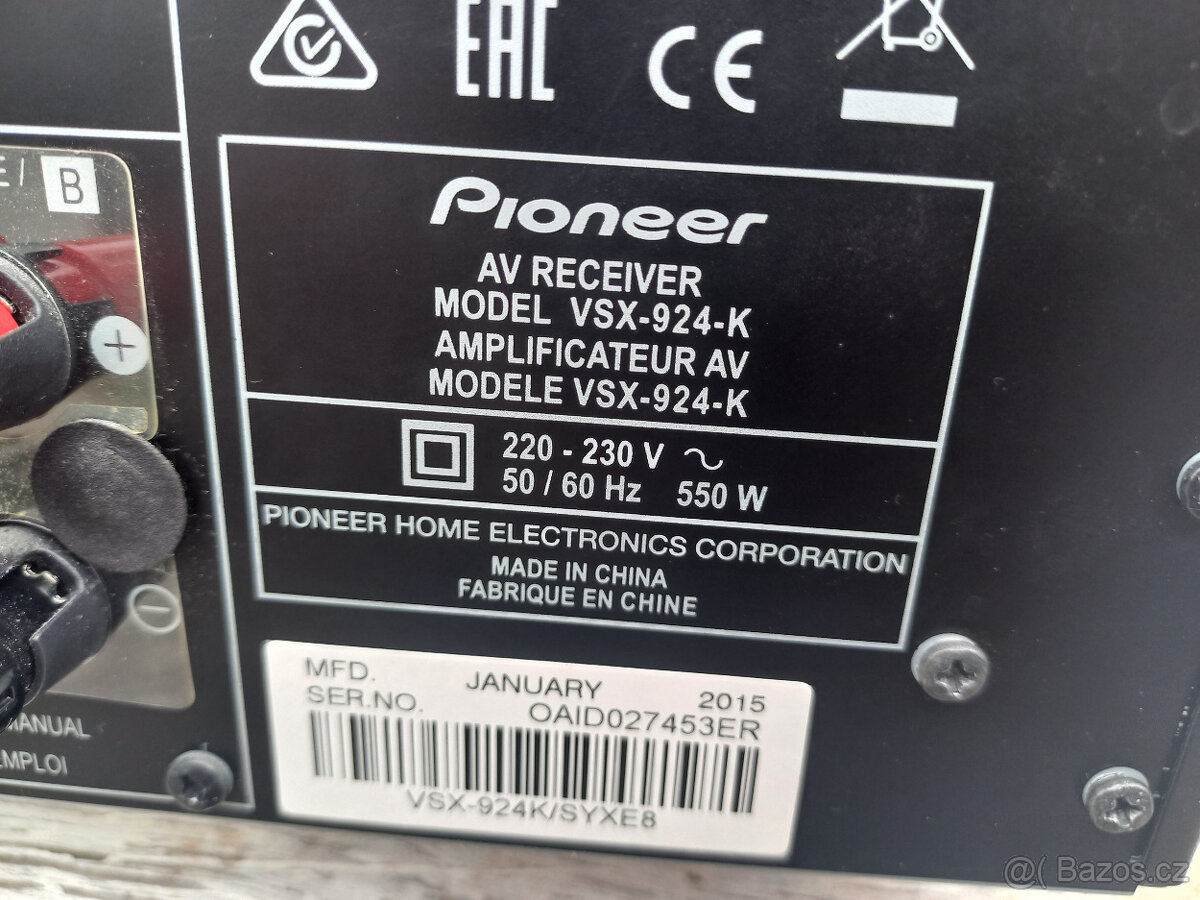 EAC
CE
E/ B
Pioneer
AV RECEIVER
MODEL VSX-924-K
AMPLIFICATEUR AV
MODELE VSX-924-K
220 - 230 V ~
50 / 60 Hz 550 W
PIONEER HOME ELECTRONICS CORPORATION
MADE IN CHINA
FABRIQUE EN CHINE
+
-
MFD. JANUARY 2015
SER.NO. OAID027453ER
VSX-924K/SYXE8
MANUAL
EMPLOI
@( Bazoš.cz